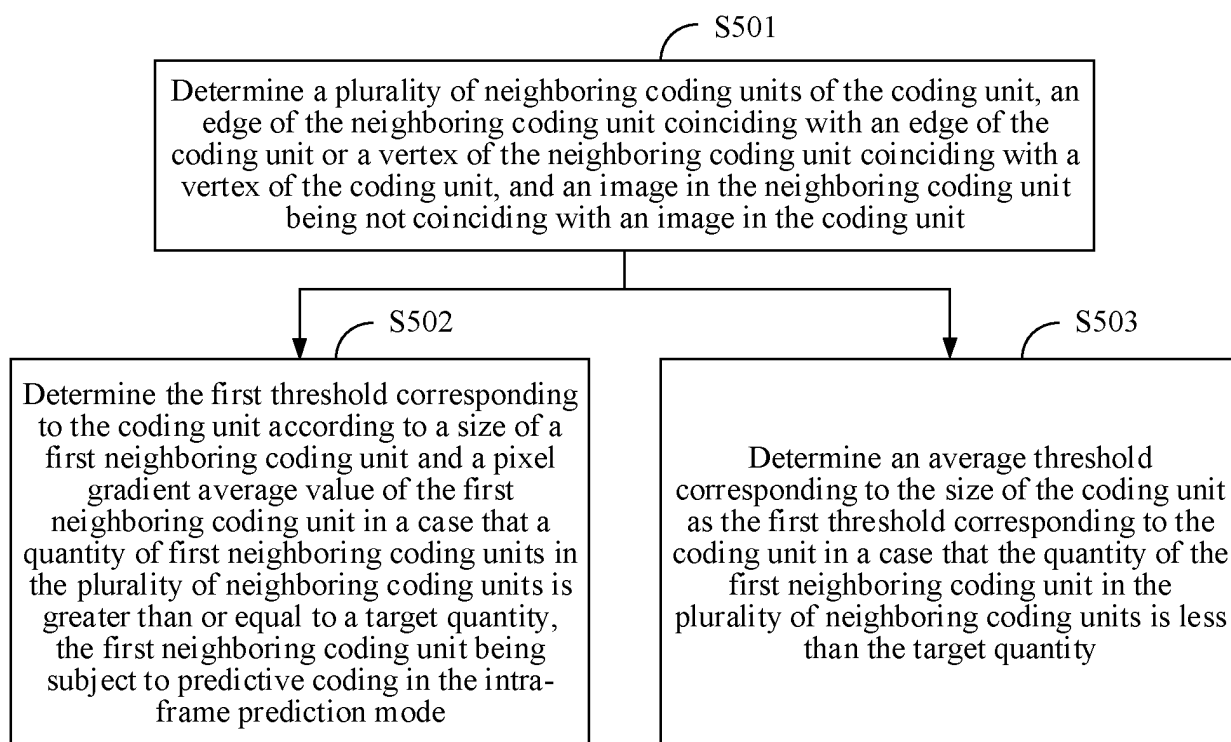 S501
Determine a plurality of neighboring coding units of the coding unit, an
edge of the neighboring coding unit coinciding with an edge of the
coding unit or a vertex of the neighboring coding unit coinciding with a
vertex of the coding unit, and an image in the neighboring coding unit
being not coinciding with an image in the coding unit
S502
Determine the first threshold corresponding
to the coding unit according to a size of a
first neighboring coding unit and a pixel
gradient average value of the first
neighboring coding unit in a case that a
quantity of first neighboring coding units in
the plurality of neighboring coding units is
greater than or equal to a target quantity,
the first neighboring coding unit being
subject to predictive coding in the intra-
frame prediction mode
S503
Determine an average threshold
corresponding to the size of the coding unit
as the first threshold corresponding to the
coding unit in a case that the quantity of the
first neighboring coding unit in the
plurality of neighboring coding units is less
than the target quantity